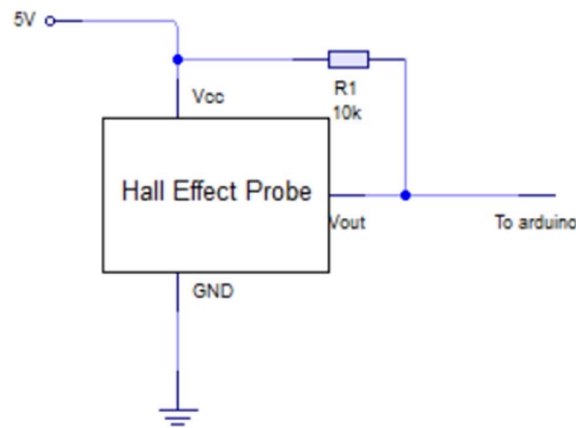 5V
R1
10k
Vcc
Hall Effect Probe
Vout
To arduino
GND